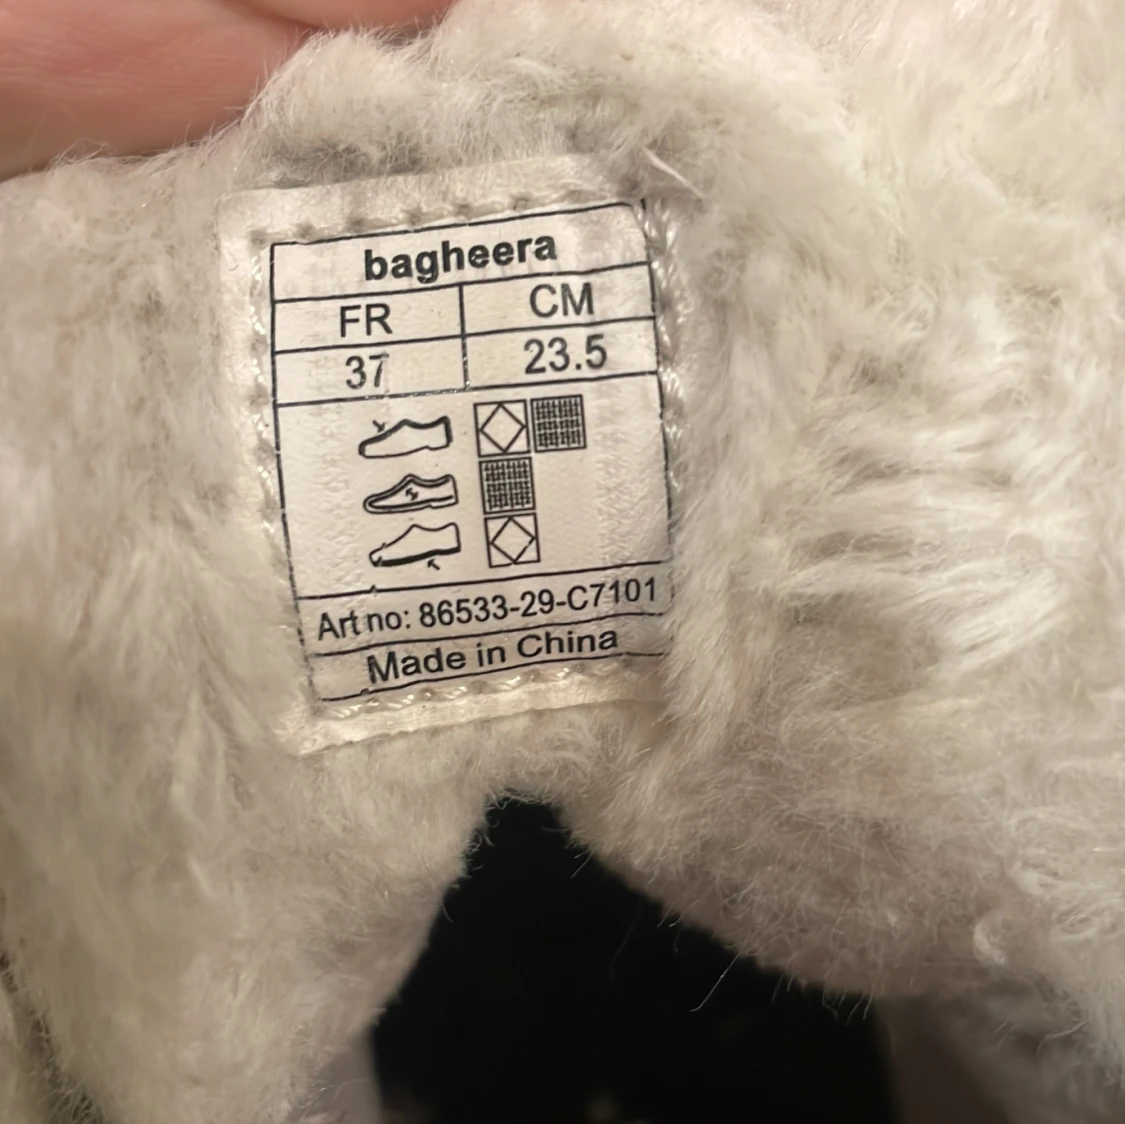 bagheera
FR CM
37 23.5
Art no: 86533-29-C7101
Made in China